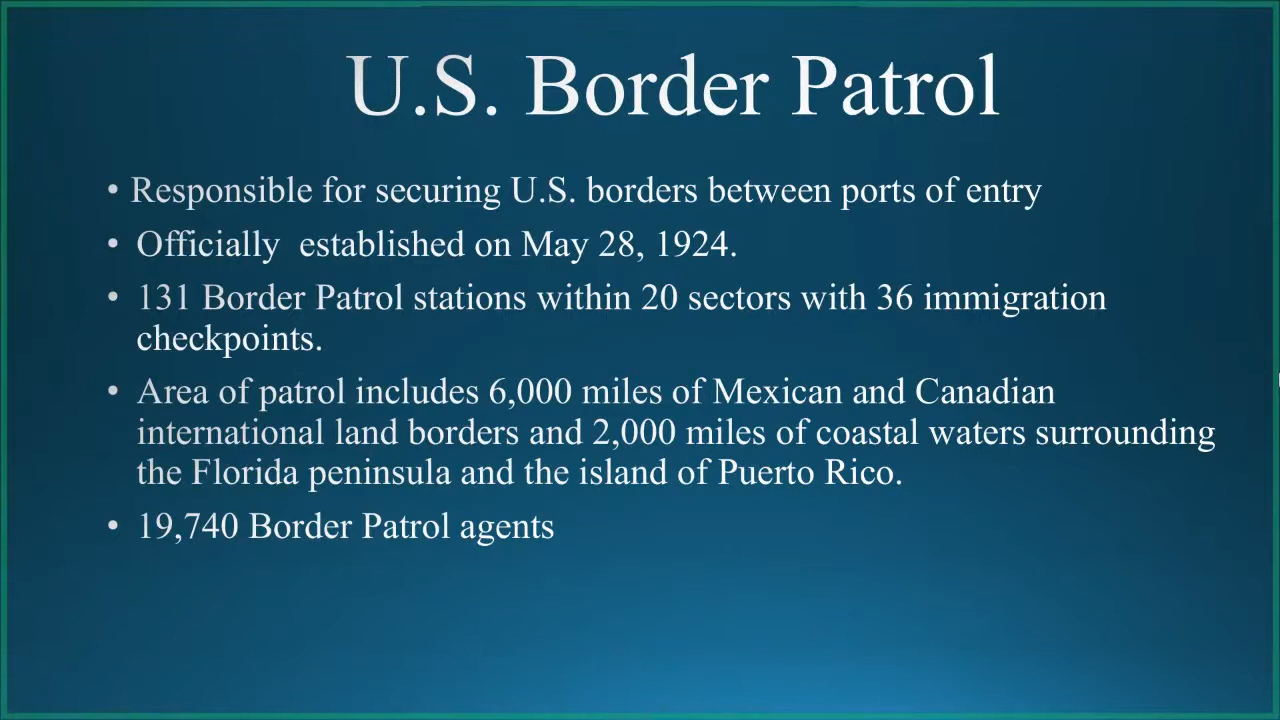 U.S. Border Patrol
• Responsible for securing U.S. borders between ports of entry
• Officially  established on May 28, 1924.
• 131 Border Patrol stations within 20 sectors with 36 immigration
checkpoints.
• Area of patrol includes 6,000 miles of Mexican and Canadian
international land borders and 2,000 miles of coastal waters surrounding
the Florida peninsula and the island of Puerto Rico.
• 19,740 Border Patrol agents